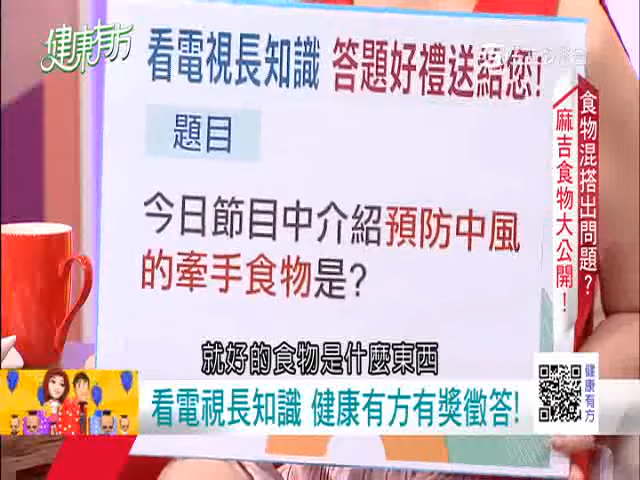 健康有方
看電視長知識 答題好禮送給您!
題目
今日節目中介紹預防中風
的牽手食物是?
食物混搭出問題?
麻吉食物大公開!
就好的食物是什麼東西
看電視長知識 健康有方有獎徵答!
健康有方